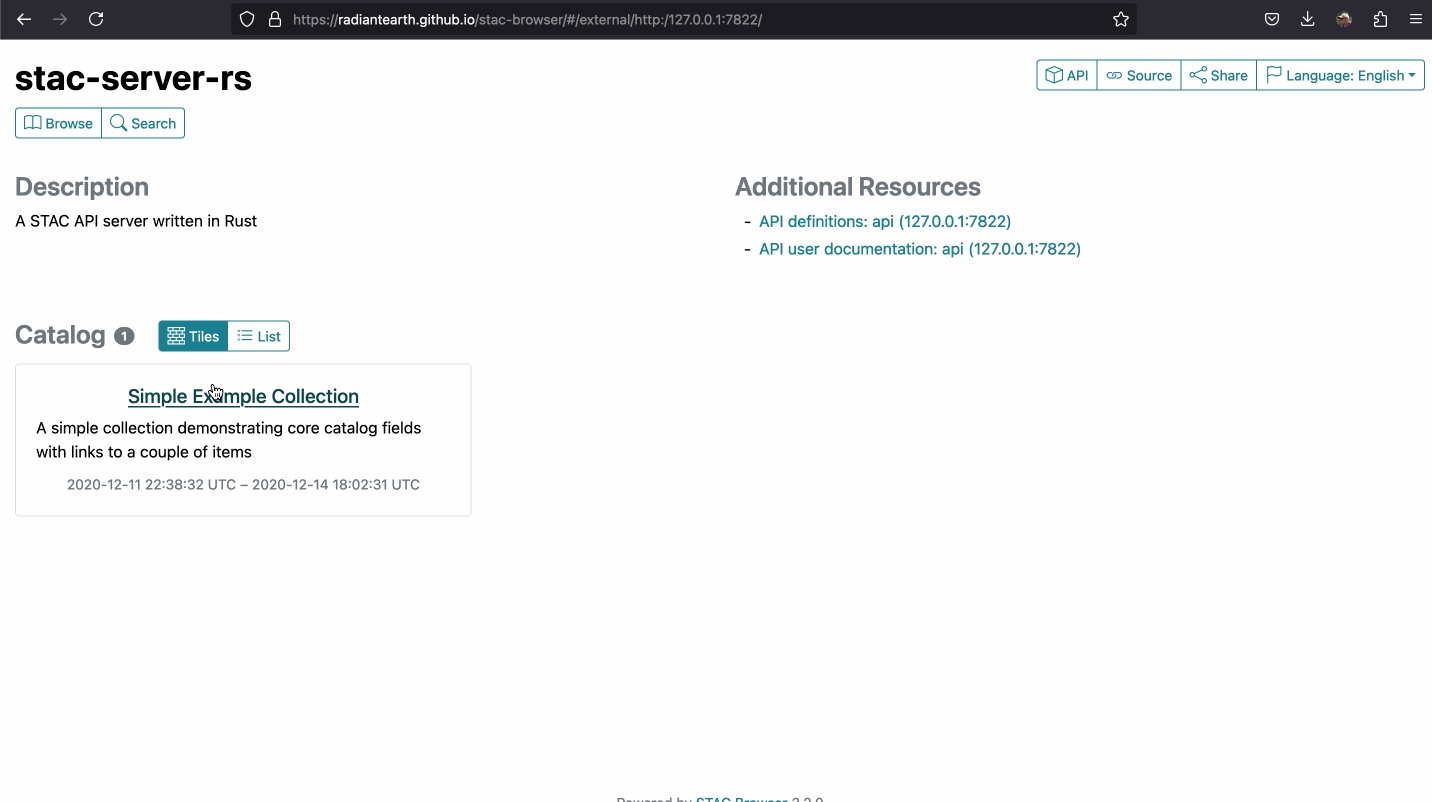 https://radiantearth.github.io/stac-browser/#/external/http:/127.0.0.1:7822/
stac-server-rs
API Source Share Language: English
Browse Search
Description
A STAC API server written in Rust
Additional Resources
- API definitions: api (127.0.0.1:7822)
- API user documentation: api (127.0.0.1:7822)
Catalog 1 Tiles List
Simple Example Collection
A simple collection demonstrating core catalog fields
with links to a couple of items
2020-12-11 22:38:32 UTC – 2020-12-14 18:02:31 UTC
Powered by STAC Browser